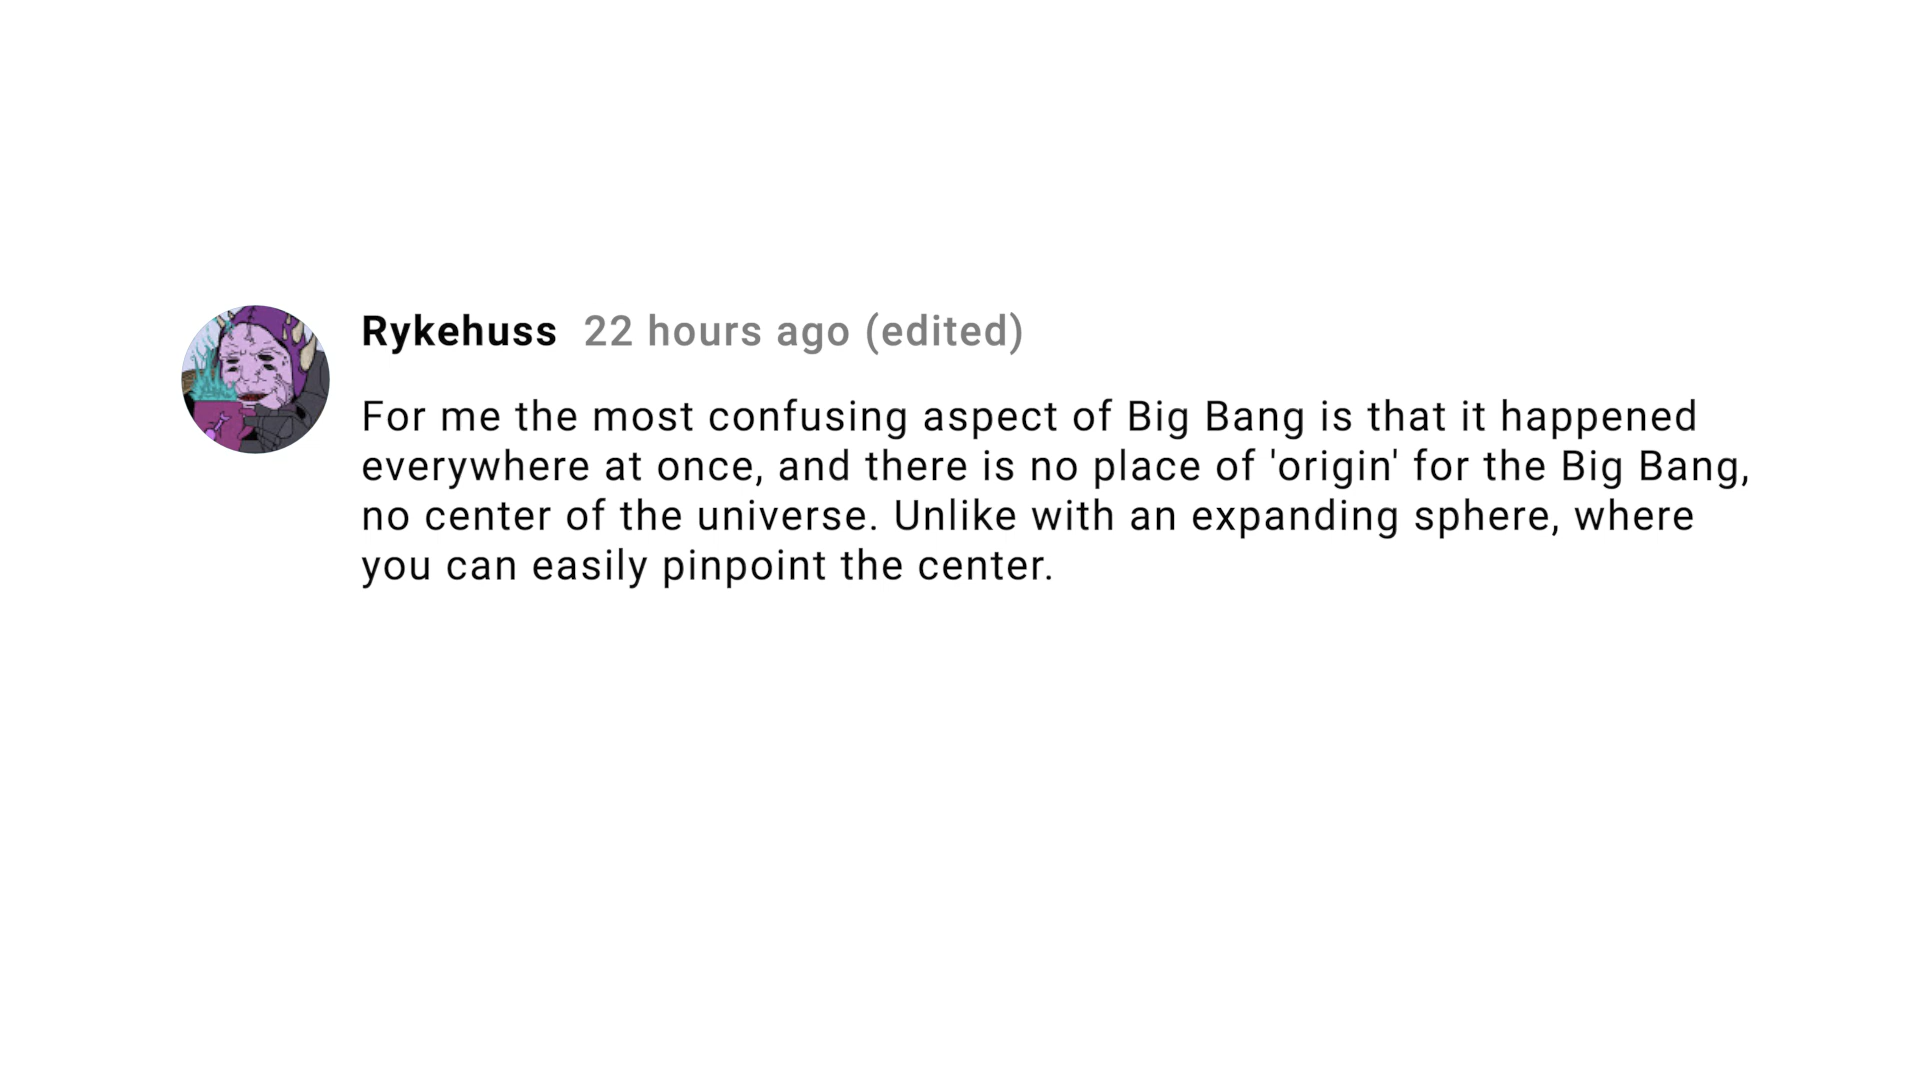 Rykehuss 22 hours ago (edited)
For me the most confusing aspect of Big Bang is that it happened
everywhere at once, and there is no place of 'origin' for the Big Bang,
no center of the universe. Unlike with an expanding sphere, where
you can easily pinpoint the center.